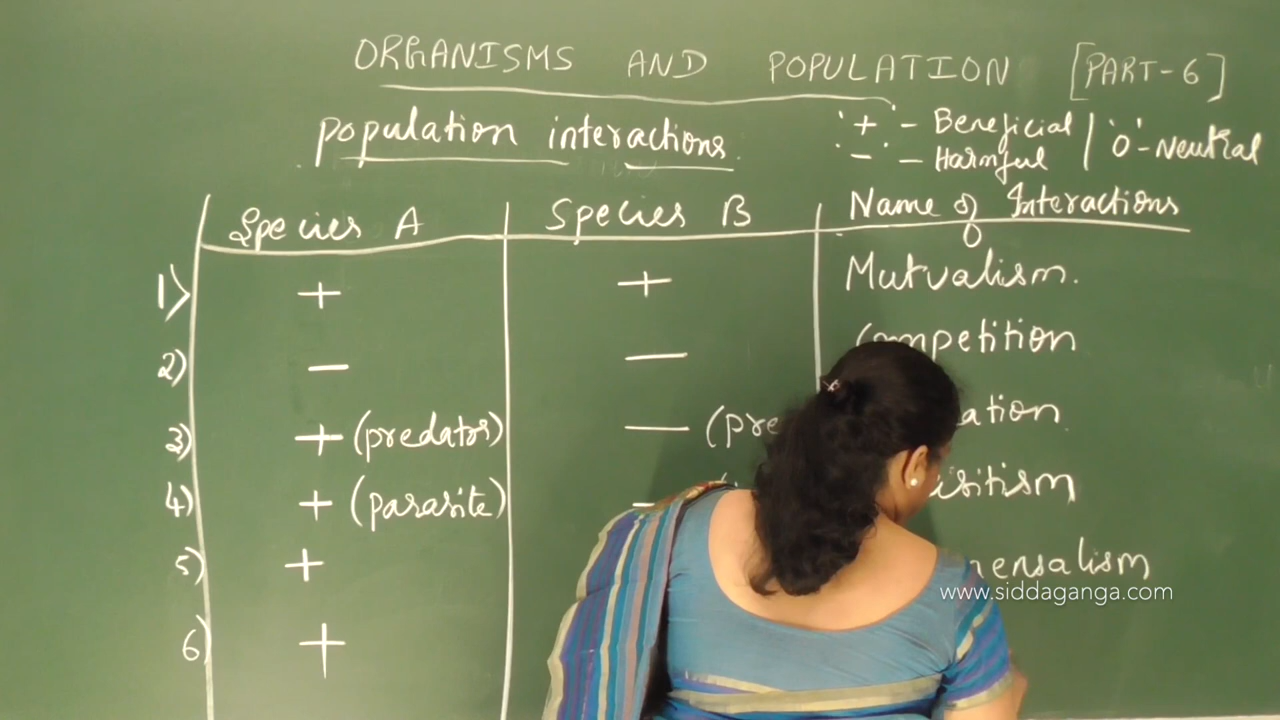 ORGANISMS AND POPULATION [PART-6]
population interactions
'+' - Beneficial / '0' - Neutral
'-' - Harmful
Species A Species B Name of Interactions
1) + + Mutualism.
2) — — Competition
3) + (predator) —
4) + (parasite) —
5) +
6) +
www.siddaganga.com